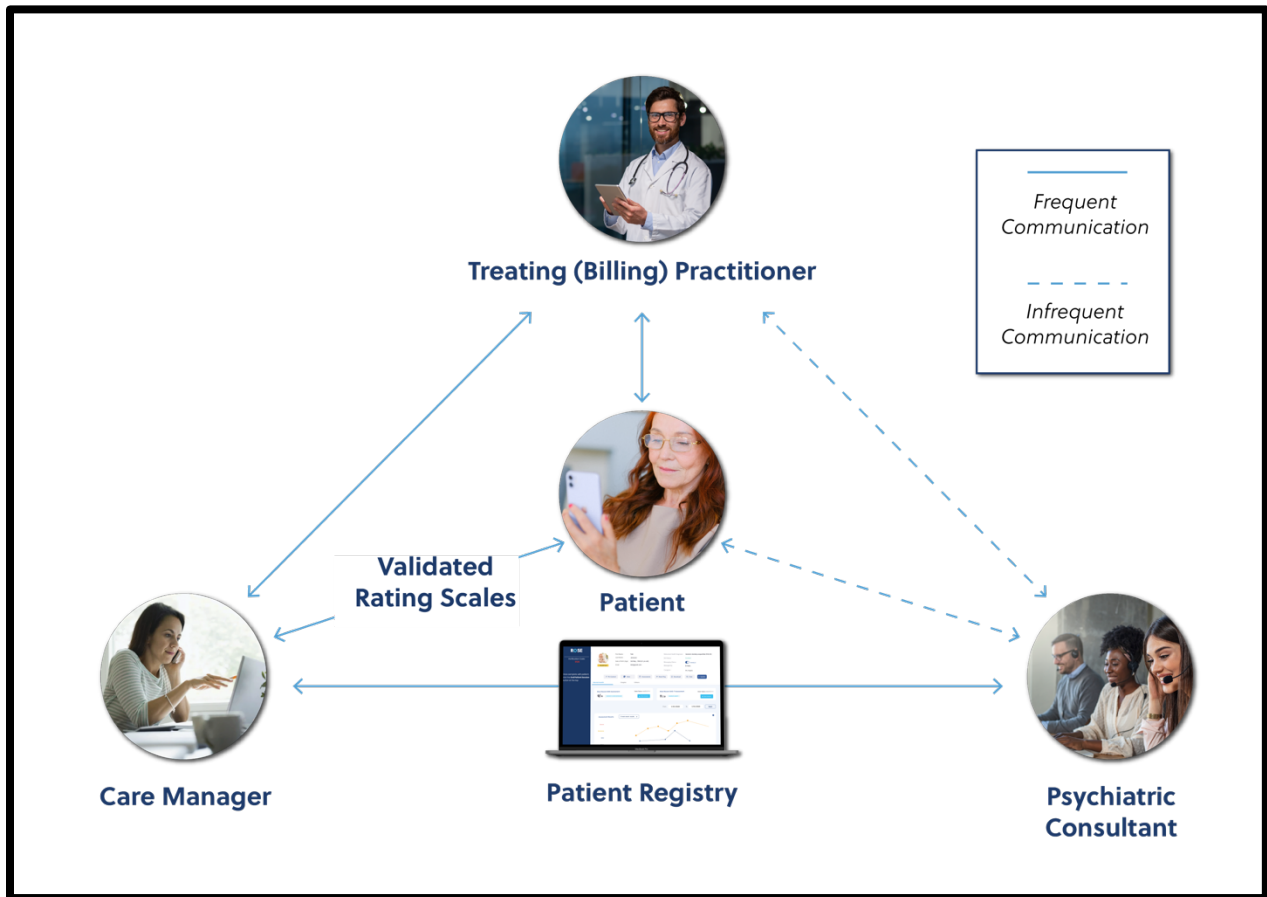 Treating (Billing) Practitioner
Frequent
Communication
Infrequent
Communication
Validated
Rating Scales
Patient
Care Manager
Patient Registry
Psychiatric
Consultant